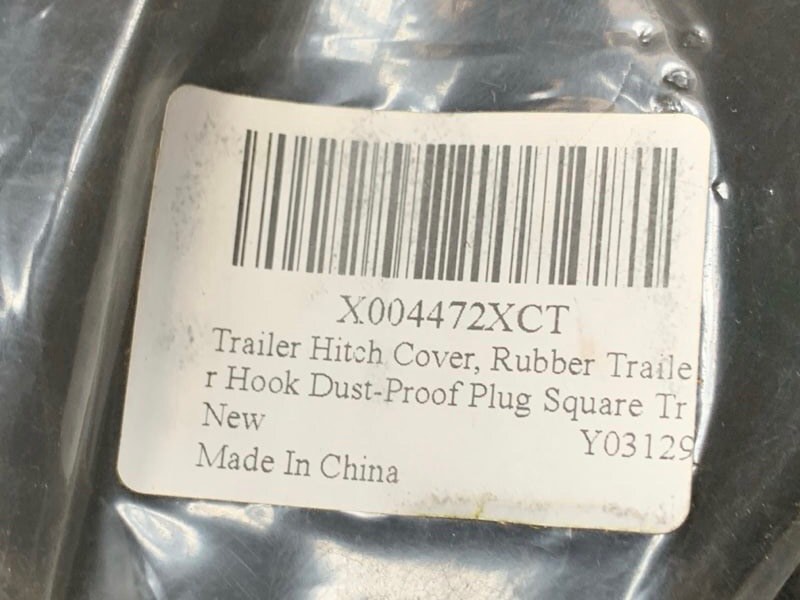 X004472XCT
Trailer Hitch Cover, Rubber Traile
r Hook Dust-Proof Plug Square Tr
New Y03129
Made In China